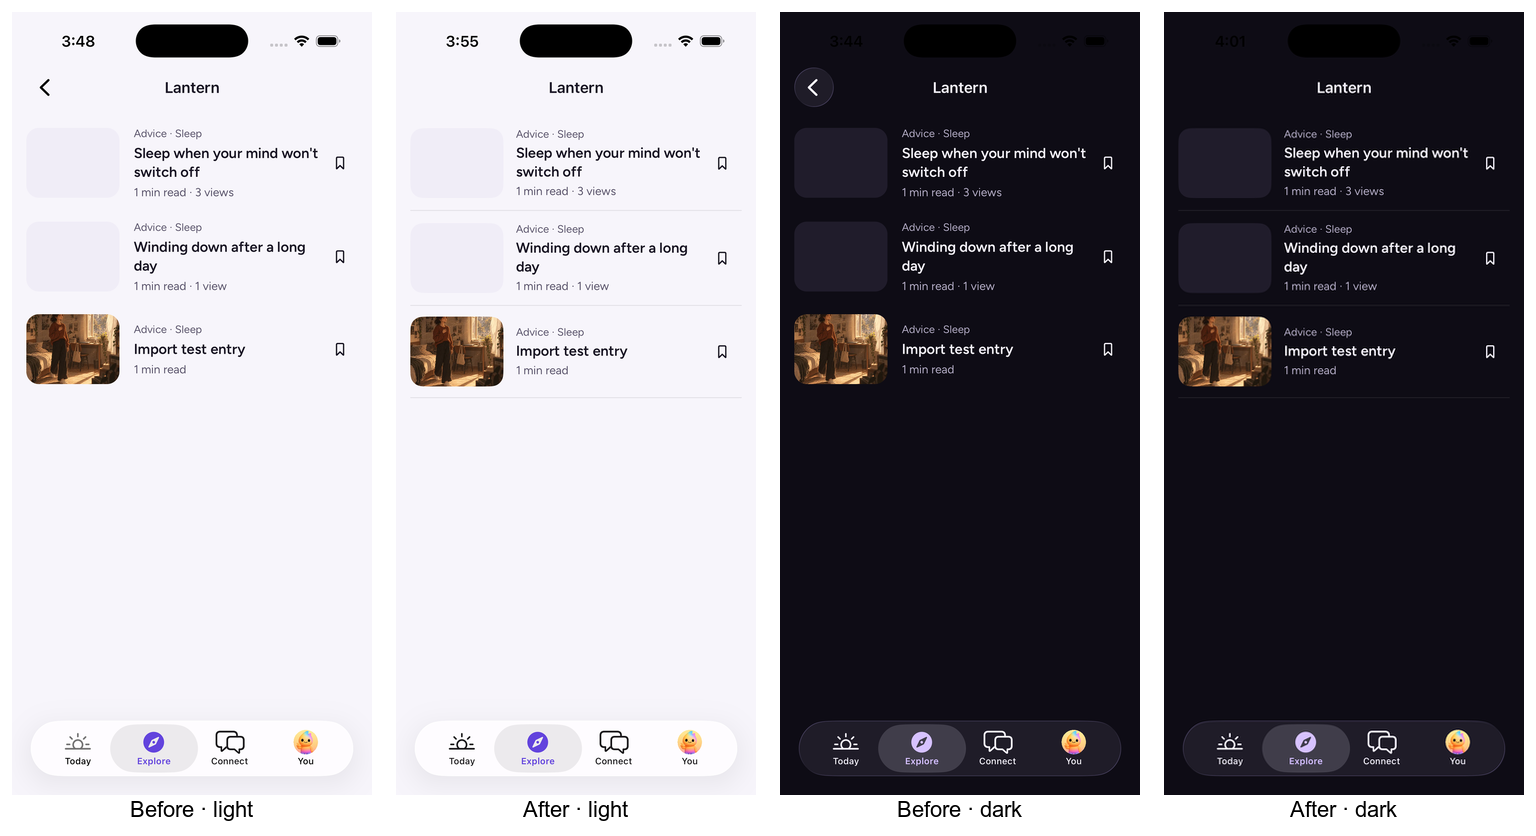 3:48
Lantern
Advice · Sleep
Sleep when your mind won't
switch off
1 min read · 3 views
Advice · Sleep
Winding down after a long
day
1 min read · 1 view
Advice · Sleep
Import test entry
1 min read
Today
Explore
Connect
You
Before · light
3:55
Lantern
Advice · Sleep
Sleep when your mind won't
switch off
1 min read · 3 views
Advice · Sleep
Winding down after a long
day
1 min read · 1 view
Advice · Sleep
Import test entry
1 min read
Today
Explore
Connect
You
After · light
3:44
Lantern
Advice · Sleep
Sleep when your mind won't
switch off
1 min read · 3 views
Advice · Sleep
Winding down after a long
day
1 min read · 1 view
Advice · Sleep
Import test entry
1 min read
Today
Explore
Connect
You
Before · dark
4:01
Lantern
Advice · Sleep
Sleep when your mind won't
switch off
1 min read · 3 views
Advice · Sleep
Winding down after a long
day
1 min read · 1 view
Advice · Sleep
Import test entry
1 min read
Today
Explore
Connect
You
After · dark